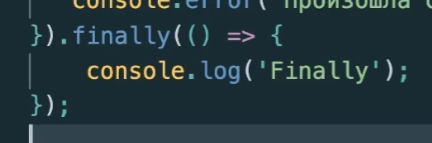 console.error('Произошла
}).finally(() => {
console.log('Finally');
});